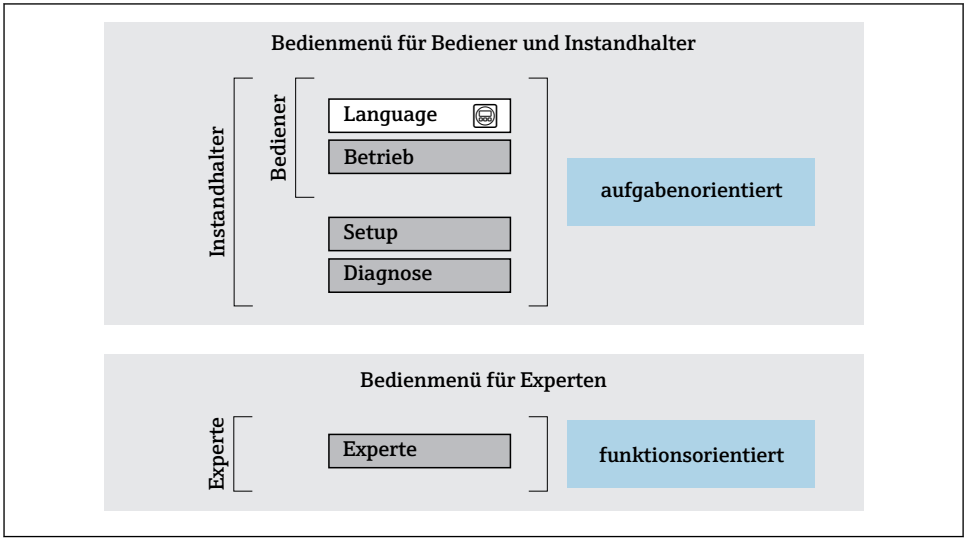 Bedienmenü für Bediener und Instandhalter
Instandhalter
Bediener
Language
Betrieb
Setup
Diagnose
aufgabenorientiert
Bedienmenü für Experten
Experte
Experte
funktionsorientiert